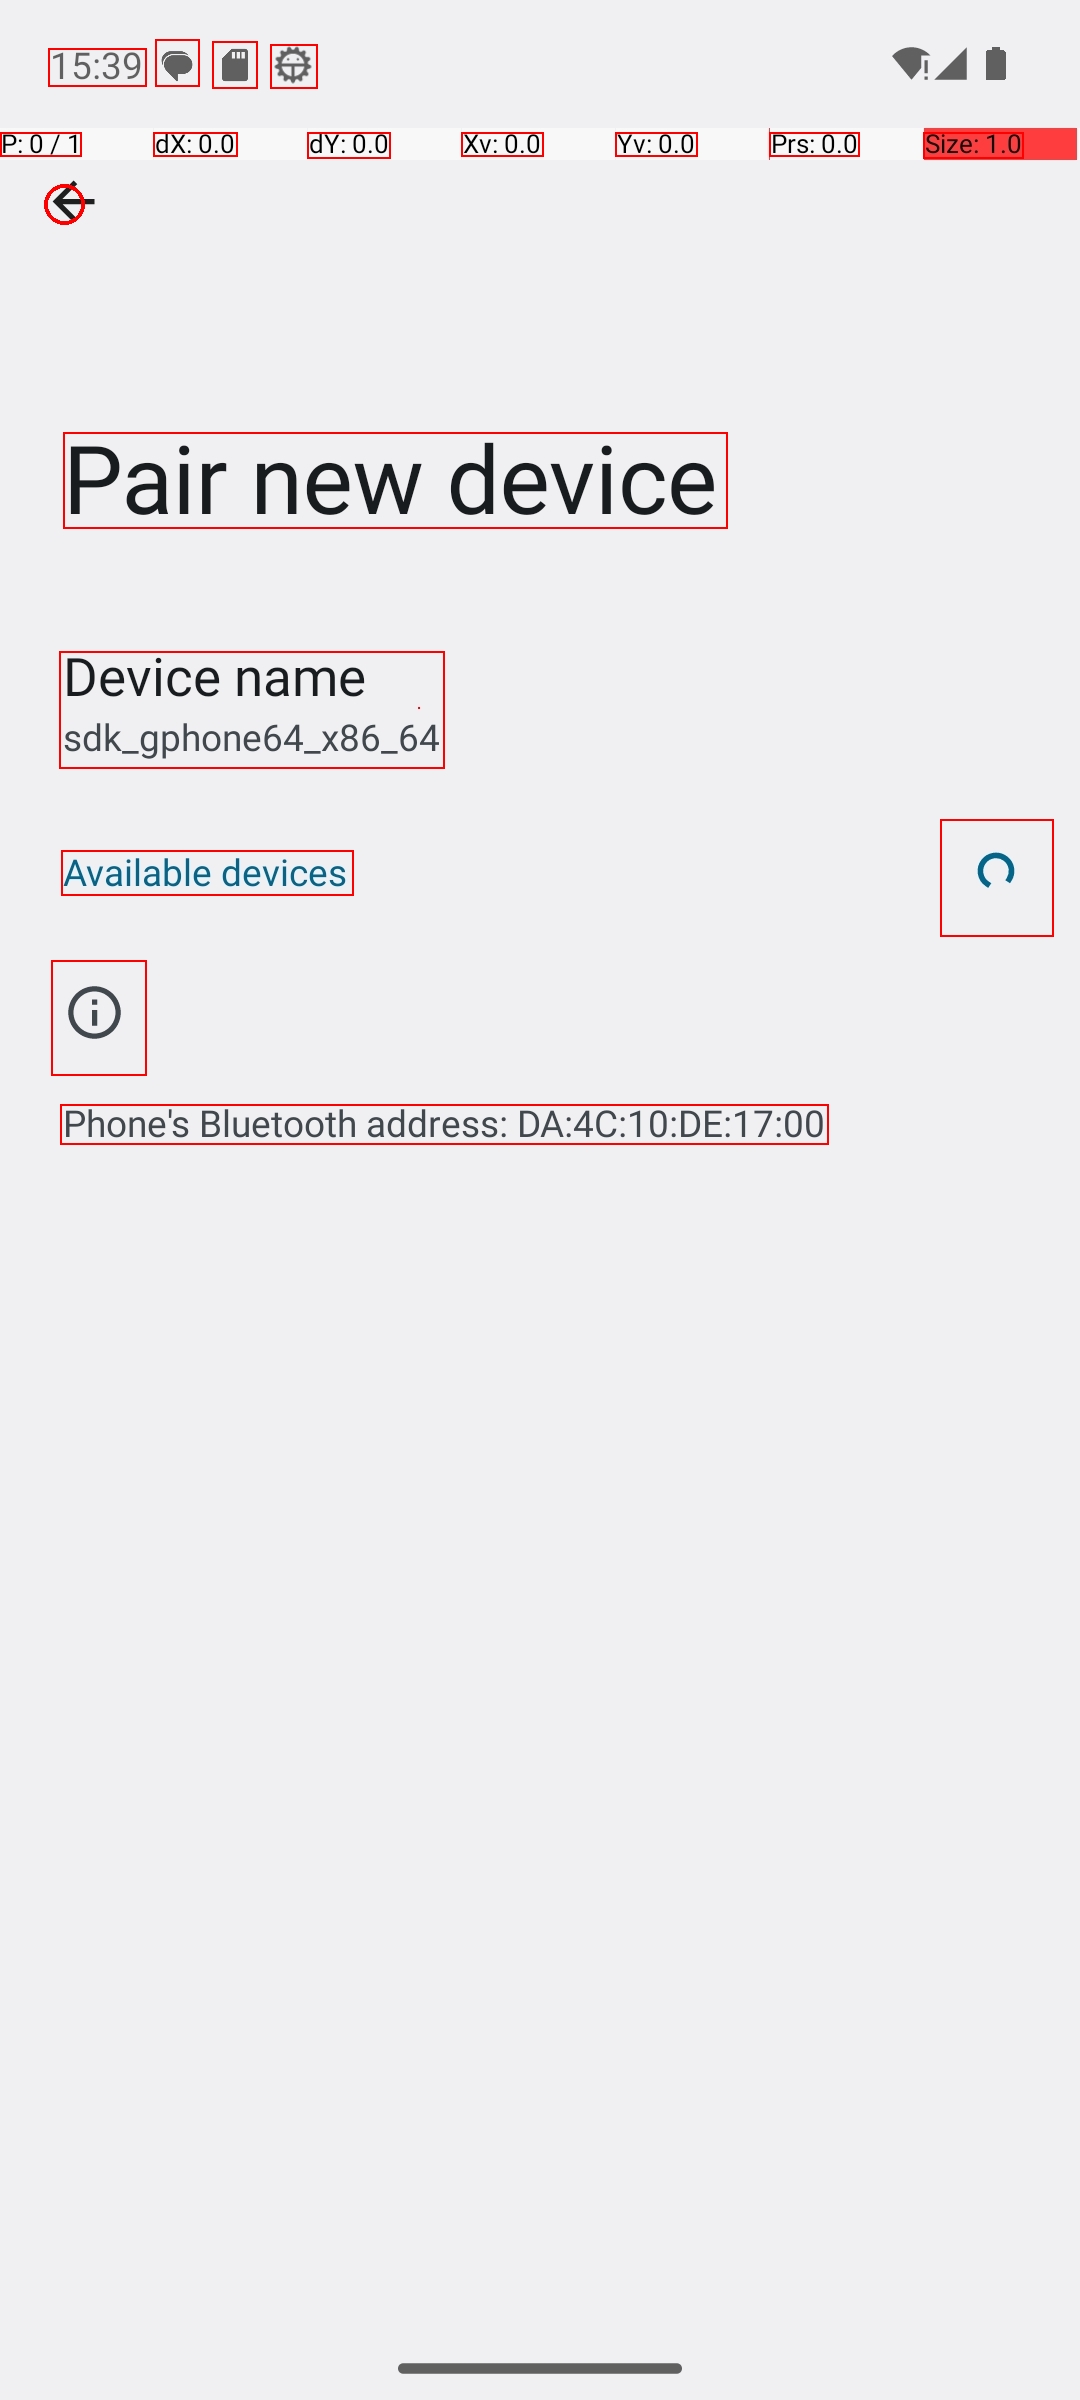 15:39
P: 0 / 1 dX: 0.0 dY: 0.0 Xv: 0.0 Yv: 0.0 Prs: 0.0 Size: 1.0
Pair new device
Device name
sdk_gphone64_x86_64
Available devices
Phone's Bluetooth address: DA:4C:10:DE:17:00